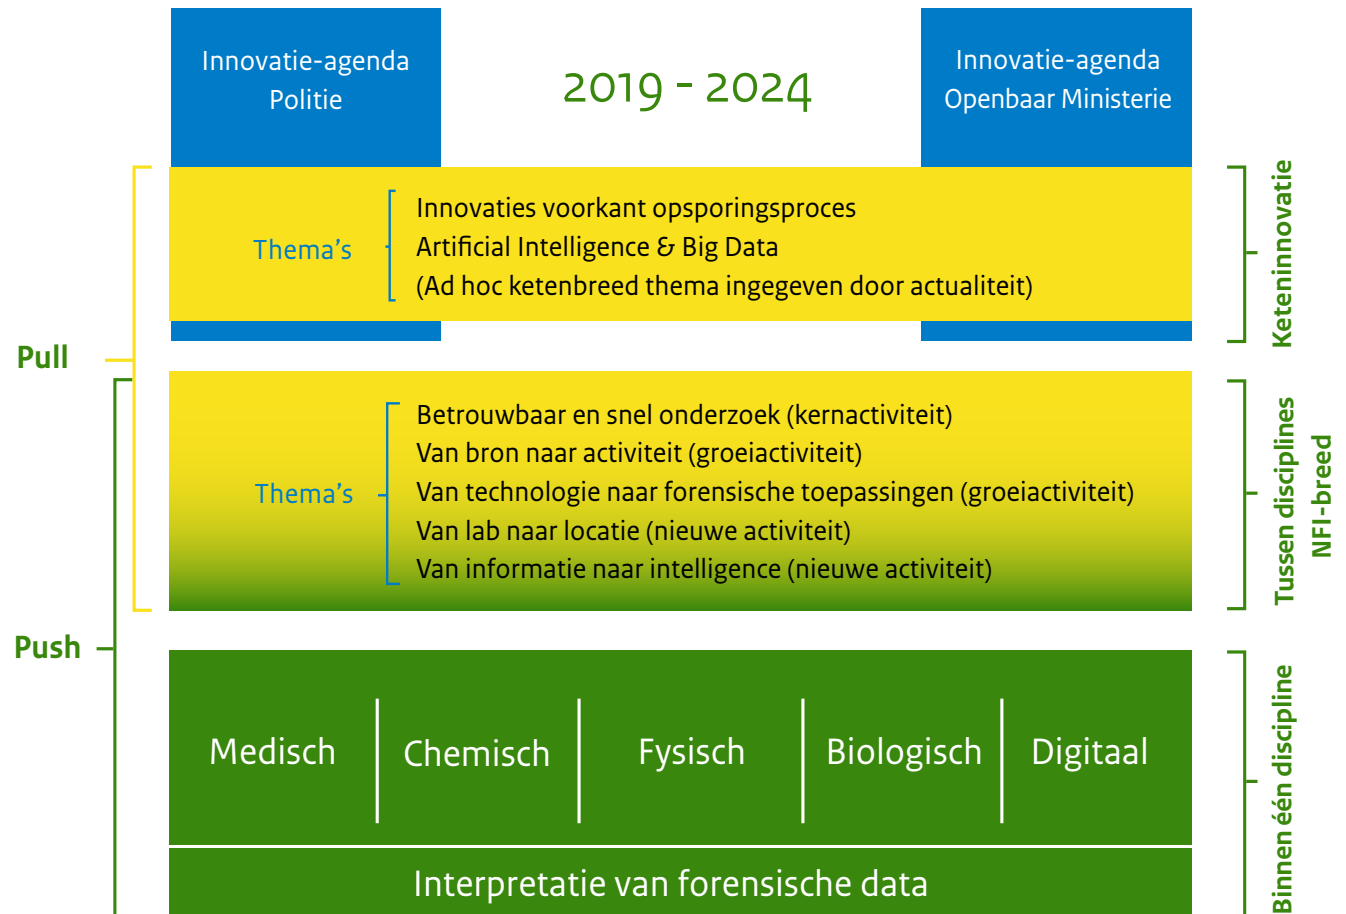 Innovatie-agenda
Politie
2019 - 2024
Innovatie-agenda
Openbaar Ministerie
Thema's
Innovaties voorkant opsporingsproces
Artificial Intelligence & Big Data
(Ad hoc ketenbreed thema ingegeven door actualiteit)
Keteninnovatie
Pull
Thema's
Betrouwbaar en snel onderzoek (kernactiviteit)
Van bron naar activiteit (groeiactiviteit)
Van technologie naar forensische toepassingen (groeiactiviteit)
Van lab naar locatie (nieuwe activiteit)
Van informatie naar intelligence (nieuwe activiteit)
Tussen disciplines
NFI-breed
Push
Medisch
Chemisch
Fysisch
Biologisch
Digitaal
Interpretatie van forensische data
Binnen één discipline